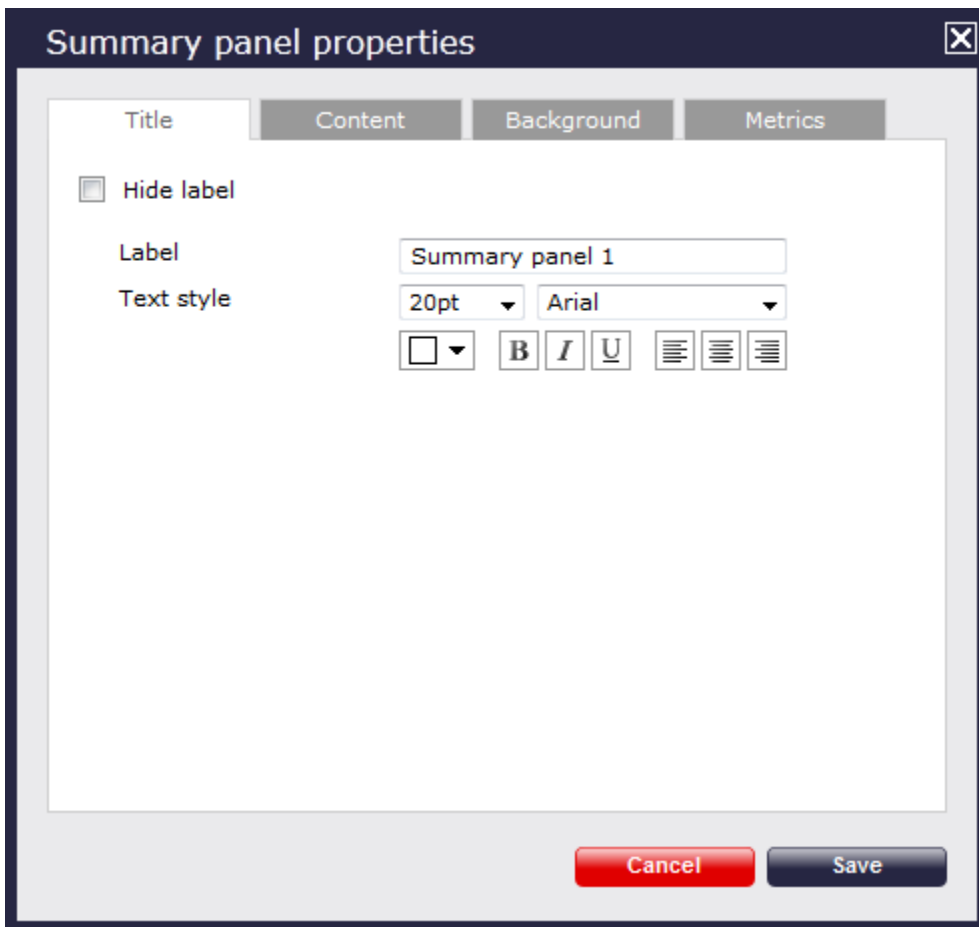 Summary panel properties
Title Content Background Metrics
Hide label
Label Summary panel 1
Text style 20pt Arial
B I U
Cancel Save